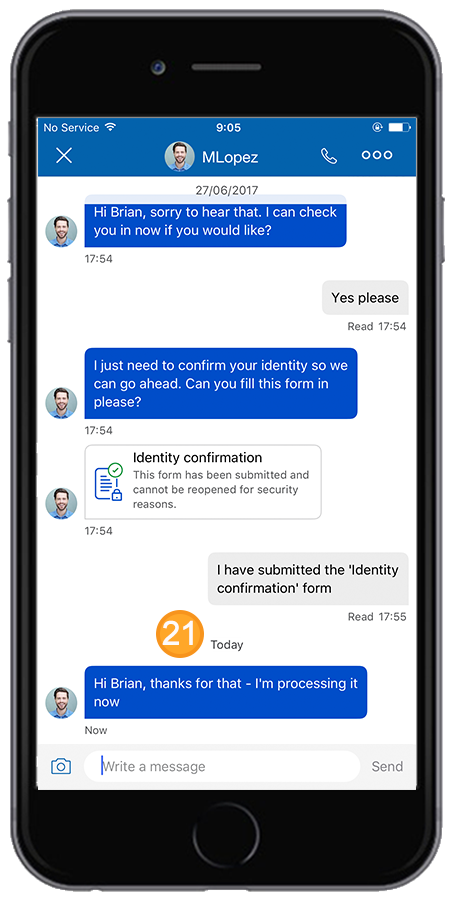 No Service 9:05
MLopez
27/06/2017
Hi Brian, sorry to hear that. I can check
you in now if you would like?
17:54
Yes please
Read 17:54
I just need to confirm your identity so we
can go ahead. Can you fill this form in
please?
17:54
Identity confirmation
This form has been submitted and
cannot be reopened for security
reasons.
17:54
I have submitted the 'Identity
confirmation' form
Read 17:55
21
Today
Hi Brian, thanks for that - I'm processing it
now
Now
Write a message Send